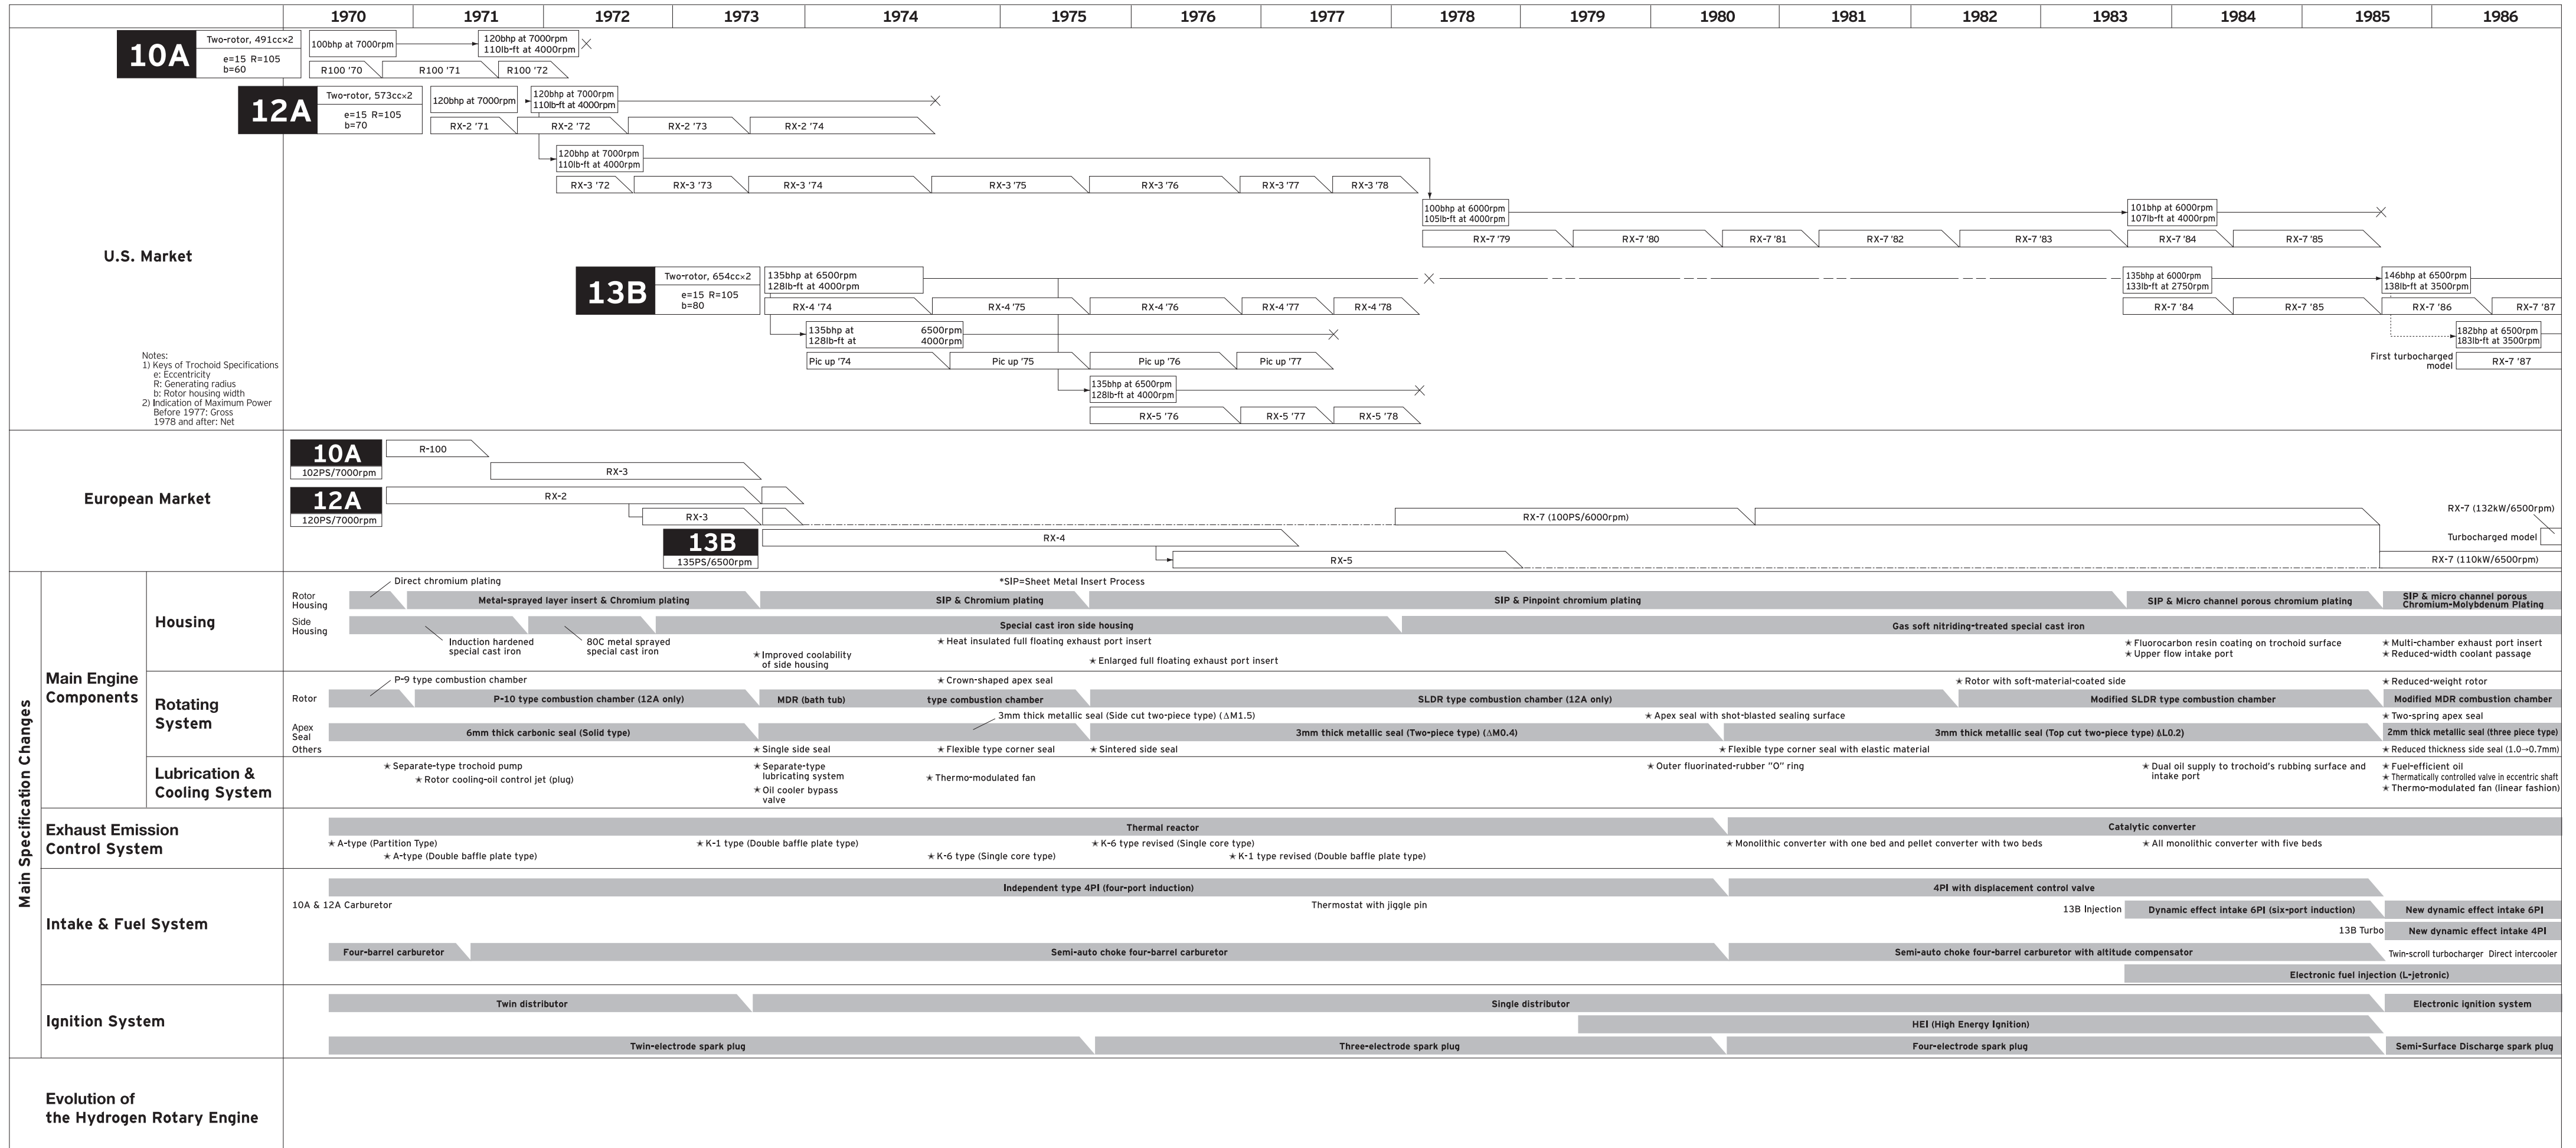 1970 1971 1972 1973 1974 1975 1976 1977 1978 1979 1980 1981 1982 1983 1984 1985 1986
U.S. Market
10A
Two-rotor, 491cc×2
e=15 R=105
b=60
100bhp at 7000rpm
120bhp at 7000rpm
110lb-ft at 4000rpm
R100 '70 R100 '71 R100 '72
12A
Two-rotor, 573cc×2
e=15 R=105
b=70
120bhp at 7000rpm
120bhp at 7000rpm
110lb-ft at 4000rpm
RX-2 '71 RX-2 '72 RX-2 '73 RX-2 '74
120bhp at 7000rpm
110lb-ft at 4000rpm
RX-3 '72 RX-3 '73 RX-3 '74 RX-3 '75 RX-3 '76 RX-3 '77 RX-3 '78
100bhp at 6000rpm
105lb-ft at 4000rpm
101bhp at 6000rpm
107lb-ft at 4000rpm
RX-7 '79 RX-7 '80 RX-7 '81 RX-7 '82 RX-7 '83 RX-7 '84 RX-7 '85
13B
Two-rotor, 654cc×2
e=15 R=105
b=80
135bhp at 6500rpm
128lb-ft at 4000rpm
135bhp at 6000rpm
133lb-ft at 2750rpm
146bhp at 6500rpm
138lb-ft at 3500rpm
RX-4 '74 RX-4 '75 RX-4 '76 RX-4 '77 RX-4 '78 RX-7 '84 RX-7 '85 RX-7 '86 RX-7 '87
135bhp at 6500rpm
128lb-ft at 4000rpm
182bhp at 6500rpm
183lb-ft at 3500rpm
Pic up '74 Pic up '75 Pic up '76 Pic up '77
First turbocharged
model
RX-7 '87
135bhp at 6500rpm
128lb-ft at 4000rpm
RX-5 '76 RX-5 '77 RX-5 '78
Notes:
1) Keys of Trochoid Specifications
e: Eccentricity
R: Generating radius
b: Rotor housing width
2) Indication of Maximum Power
Before 1977: Gross
1978 and after: Net
European Market
10A
102PS/7000rpm
R-100
RX-3
12A
120PS/7000rpm
RX-2
RX-3
RX-7 (100PS/6000rpm)
RX-7 (132kW/6500rpm)
Turbocharged model
13B
135PS/6500rpm
RX-4
RX-5
RX-7 (110kW/6500rpm)
Main Specification Changes
Main Engine
Components
Housing
Direct chromium plating
*SIP=Sheet Metal Insert Process
Rotor
Housing
Metal-sprayed layer insert & Chromium plating
SIP & Chromium plating
SIP & Pinpoint chromium plating
SIP & Micro channel porous chromium plating
SIP & micro channel porous
Chromium-Molybdenum Plating
Side
Housing
Special cast iron side housing
Gas soft nitriding-treated special cast iron
Induction hardened
special cast iron
80C metal sprayed
special cast iron
★Improved coolability
of side housing
★Heat insulated full floating exhaust port insert
★Enlarged full floating exhaust port insert
★Fluorocarbon resin coating on trochoid surface
★Upper flow intake port
★Multi-chamber exhaust port insert
★Reduced-width coolant passage
Rotating
System
P-9 type combustion chamber
★Crown-shaped apex seal
★Rotor with soft-material-coated side
★Reduced-weight rotor
Rotor
P-10 type combustion chamber (12A only)
MDR (bath tub) type combustion chamber
SLDR type combustion chamber (12A only)
Modified SLDR type combustion chamber
Modified MDR combustion chamber
3mm thick metallic seal (Side cut two-piece type) (ΔM1.5)
★Apex seal with shot-blasted sealing surface
★Two-spring apex seal
Apex
Seal
6mm thick carbonic seal (Solid type)
3mm thick metallic seal (Two-piece type) (ΔM0.4)
3mm thick metallic seal (Top cut two-piece type) ΔL0.2)
2mm thick metallic seal (three piece type)
Others
★Single side seal
★Flexible type corner seal
★Sintered side seal
★Flexible type corner seal with elastic material
★Reduced thickness side seal (1.0→0.7mm)
Lubrication &
Cooling System
★Separate-type trochoid pump
★Rotor cooling-oil control jet (plug)
★Separate-type
lubricating system
★Oil cooler bypass
valve
★Thermo-modulated fan
★Outer fluorinated-rubber "O" ring
★Dual oil supply to trochoid's rubbing surface and
intake port
★Fuel-efficient oil
★Thermatically controlled valve in eccentric shaft
★Thermo-modulated fan (linear fashion)
Exhaust Emission
Control System
Thermal reactor
Catalytic converter
★A-type (Partition Type)
★A-type (Double baffle plate type)
★K-1 type (Double baffle plate type)
★K-6 type (Single core type)
★K-6 type revised (Single core type)
★K-1 type revised (Double baffle plate type)
★Monolithic converter with one bed and pellet converter with two beds
★All monolithic converter with five beds
Intake & Fuel System
Independent type 4PI (four-port induction)
4PI with displacement control valve
10A & 12A Carburetor
Thermostat with jiggle pin
13B Injection
Dynamic effect intake 6PI (six-port induction)
New dynamic effect intake 6PI
13B Turbo
New dynamic effect intake 4PI
Four-barrel carburetor
Semi-auto choke four-barrel carburetor
Semi-auto choke four-barrel carburetor with altitude compensator
Twin-scroll turbocharger Direct intercooler
Electronic fuel injection (L-jetronic)
Ignition System
Twin distributor
Single distributor
Electronic ignition system
HEI (High Energy Ignition)
Twin-electrode spark plug
Three-electrode spark plug
Four-electrode spark plug
Semi-Surface Discharge spark plug
Evolution of
the Hydrogen Rotary Engine